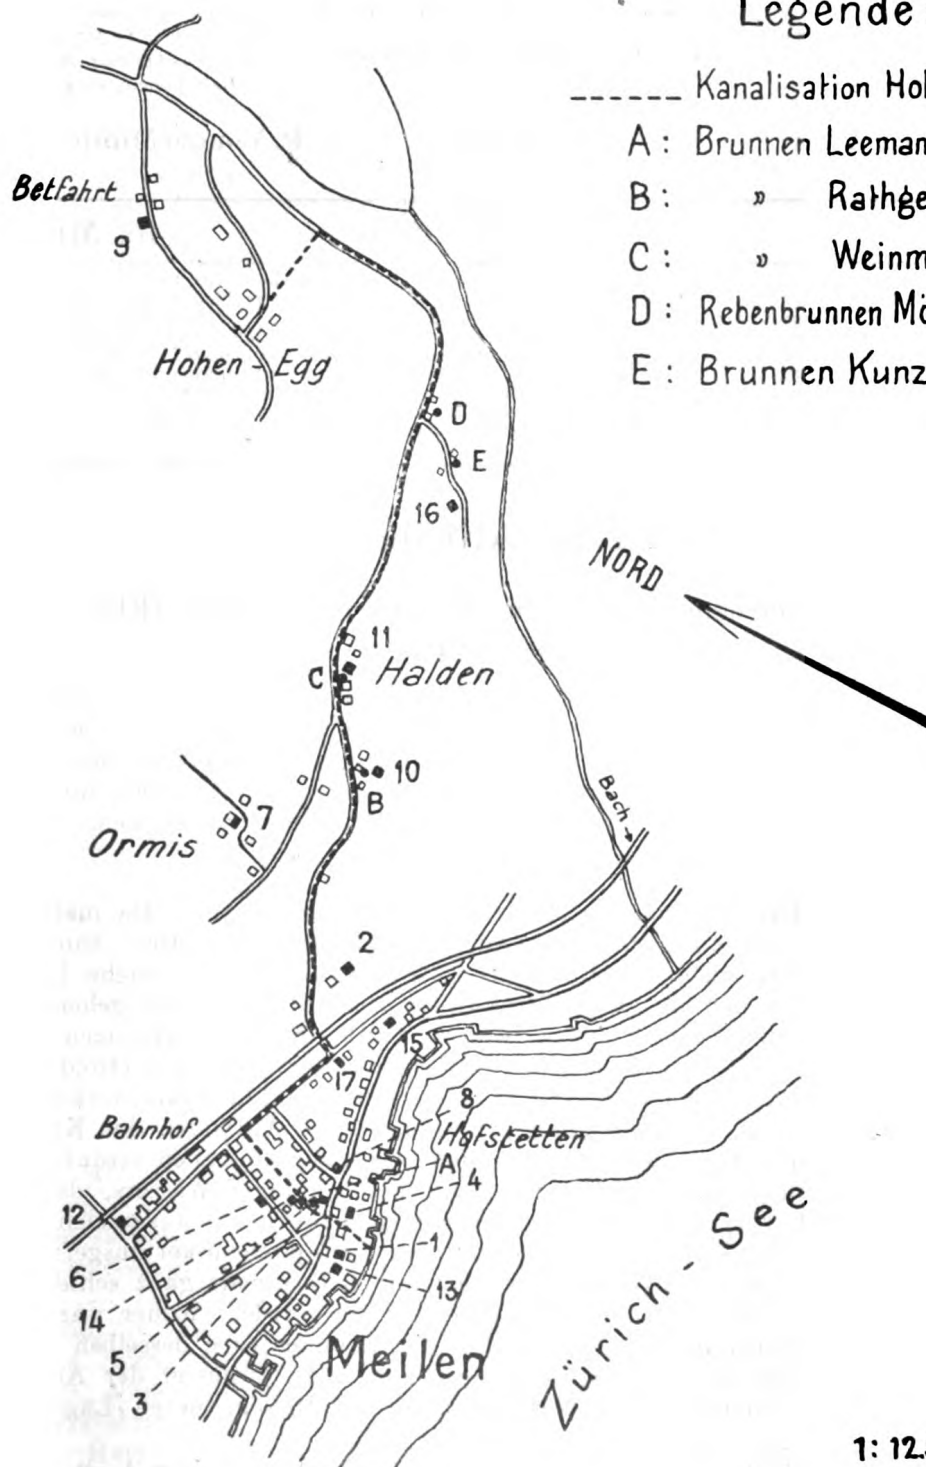 Legende
Kanalisation Hoh
A : Brunnen Leeman
B : " Rathge
C : " Weinm
D : Rebenbrunnen Mö
E : Brunnen Kunz
Betfahrt
9
Hohen - Egg
D
E
16
NORD
11
C
Halden
10
B
7
Ormis
Bach
2
15
17
8
Bahnhof
Hofstetten
A
4
12
1
6
13
14
5
3
Meilen
Zürich - See
1: 12.